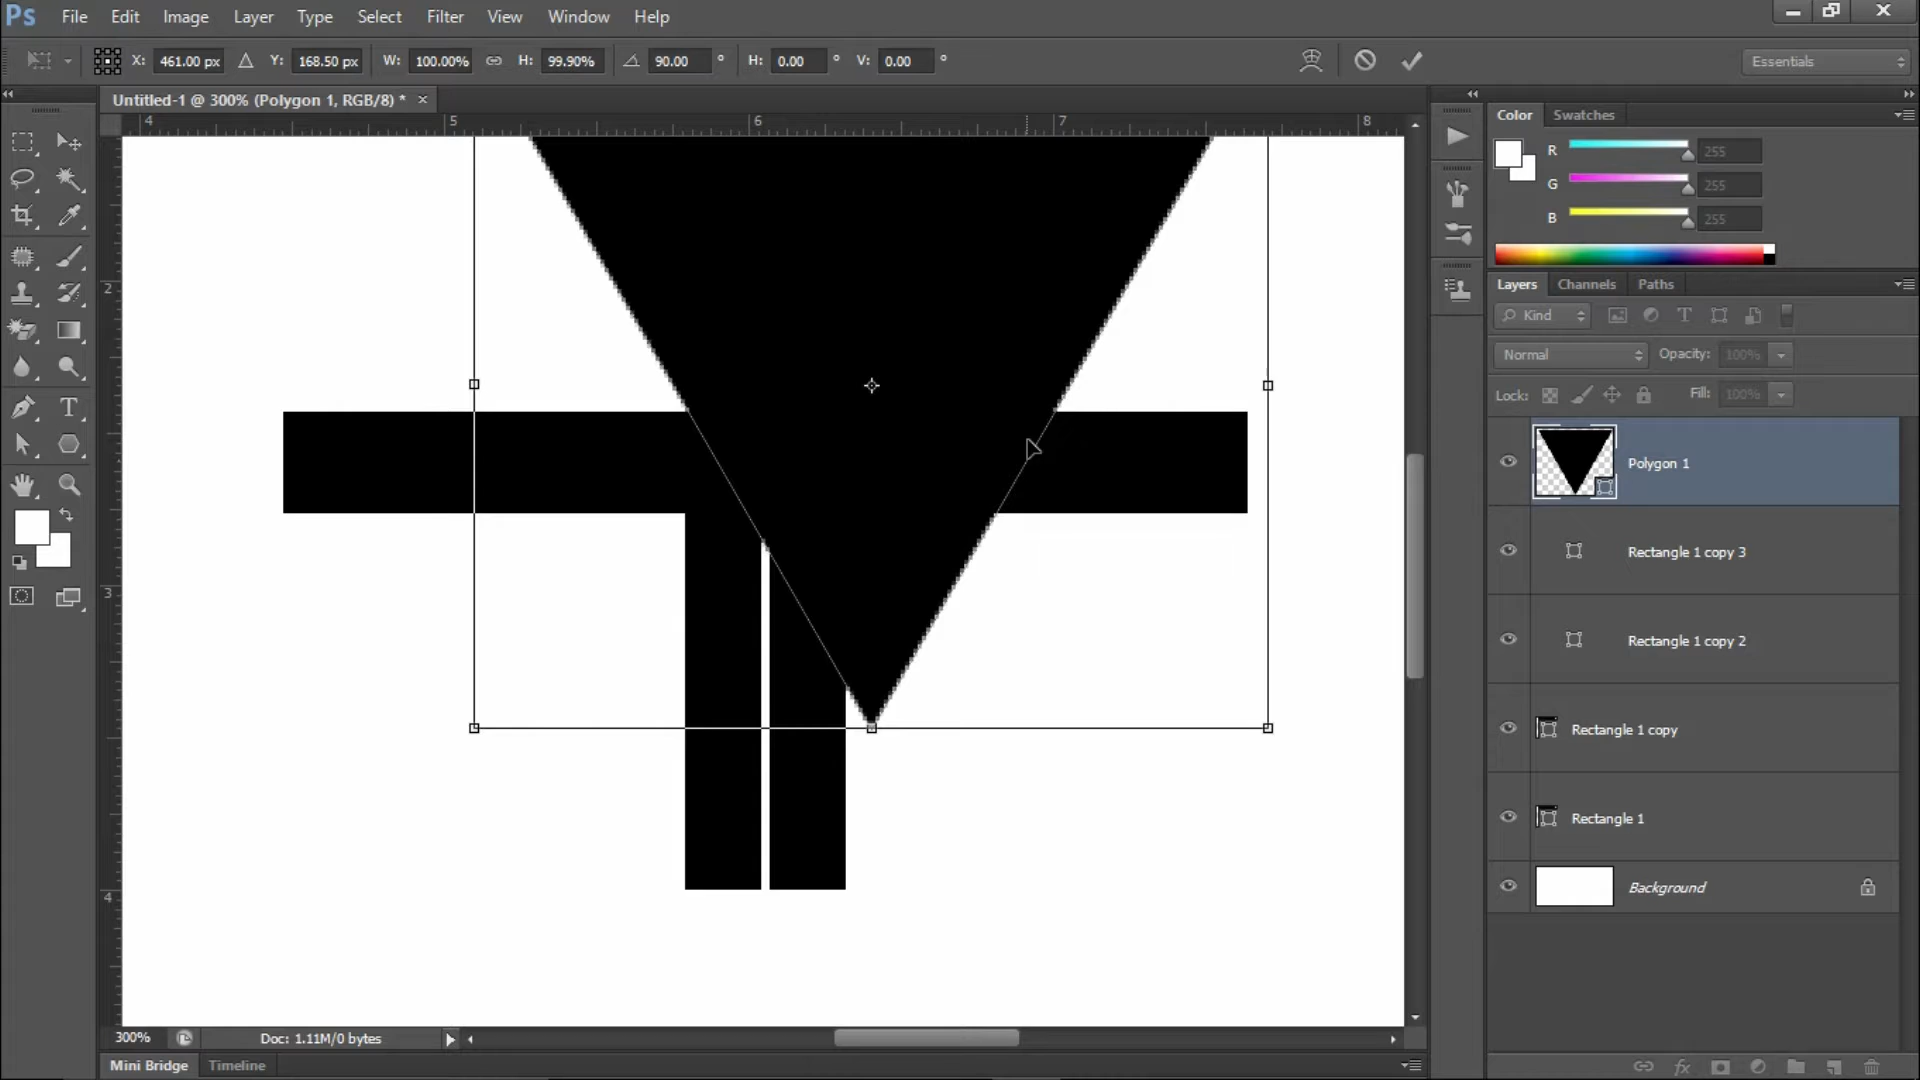 Ps File Edit Image Layer Type Select Filter View Window Help
X: 461.00 px Y: 168.50 px W: 100.00% H: 99.90% 90.00 ° H: 0.00 ° V: 0.00 ° Essentials
Untitled-1 @ 300% (Polygon 1, RGB/8) * ×
4 5 6 7 8
2
3
4
Color Swatches
R 255
G 255
B 255
Layers Channels Paths
Kind
Normal Opacity: 100%
Lock: Fill: 100%
Polygon 1
Rectangle 1 copy 3
Rectangle 1 copy 2
Rectangle 1 copy
Rectangle 1
Background
300% Doc: 1.11M/0 bytes
Mini Bridge Timeline